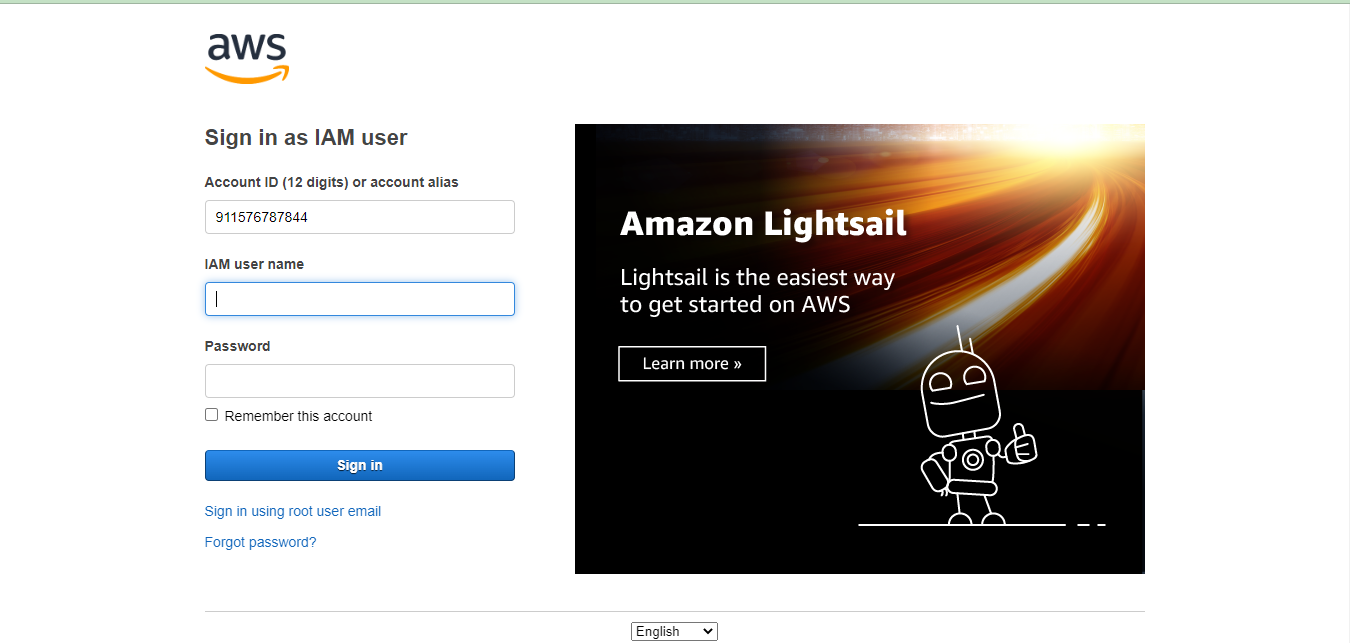 aws
Sign in as IAM user
Account ID (12 digits) or account alias
911576787844
IAM user name
Password
Remember this account
Sign in
Sign in using root user email
Forgot password?
Amazon Lightsail
Lightsail is the easiest way
to get started on AWS
Learn more »
English